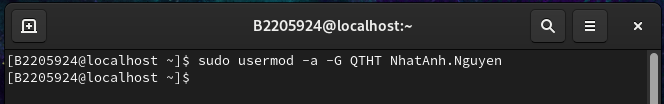 B2205924@localhost:~
[B2205924@localhost ~]$ sudo usermod -a -G QTHT NhatAnh.Nguyen
[B2205924@localhost ~]$